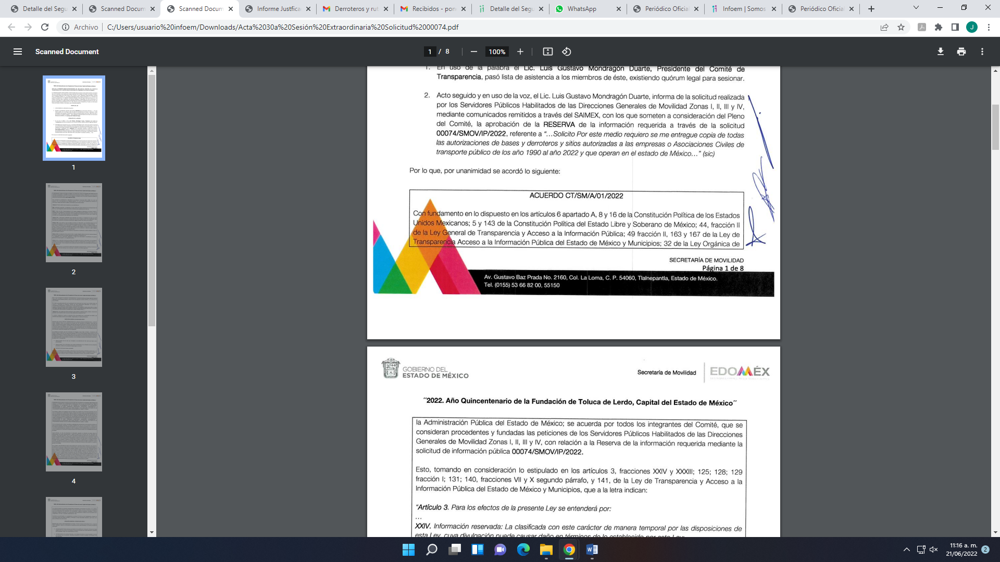 Detalle del Segu
Scanned Docum
Scanned Docum
Informe Justfica
Derroteros y rut
Recibidos - pon
Detalle del Segu
WhatsApp
Periódico Oficial
Infoem | Somos
Periódico Oficia
Archivo
C:/Users/usuario%20infoem/Downloads/Acta%2030a%20Sesión%20Extraordinaria%20Solicitud%2000074.pdf
J
Scanned Document
1 / 8
100%
1
2
3
4
1. En uso de la palabra el Lic. Luis Gustavo Mondragón Duarte, Presidente del Comité de
Transparencia, pasó lista de asistencia a los miembros de éste, existiendo quórum legal para sesionar.
2. Acto seguido y en uso de la voz, el Lic. Luis Gustavo Mondragón Duarte, informa de la solicitud realizada
por los Servidores Públicos Habilitados de las Direcciones Generales de Movilidad Zonas I, II, III y IV,
mediante comunicados remitidos a través del SAIMEX, con los que someten a consideración del Pleno
del Comité, la aprobación de la RESERVA de la información requerida a través de la solicitud
00074/SMOV/IP/2022, referente a “…Solicito Por este medio requiero se me entregue copia de todas
las autorizaciones de bases y derroteros y sitios autorizadas a las empresas o Asociaciones Civiles de
transporte público de los año 1990 al año 2022 y que operan en el estado de México…” (sic)
Por lo que, por unanimidad se acordó lo siguiente:
ACUERDO CT/SM/A/01/2022
Con fundamento en lo dispuesto en los artículos 6 apartado A, 8 y 16 de la Constitución Política de los Estados
Unidos Mexicanos; 5 y 143 de la Constitución Política del Estado Libre y Soberano de México; 44, fracción II
de la Ley General de Transparencia y Acceso a la Información Pública; 49 fracción II, 163 y 167 de la Ley de
Transparencia Acceso a la Información Pública del Estado de México y Municipios; 32 de la Ley Orgánica de
SECRETARÍA DE MOVILIDAD
Página 1 de 8
Av. Gustavo Baz Prada No. 2160, Col. La Loma, C. P. 54060, Tlalnepantla, Estado de México.
Tel. (0155) 53 66 82 00, 55150
GOBIERNO DEL
ESTADO DE MÉXICO
Secretaría de Movilidad
EDOMÉX
´´2022. Año Quincentenario de la Fundación de Toluca de Lerdo, Capital del Estado de México´´
la Administración Pública del Estado de México; se acuerda por todos los integrantes del Comité, que se
consideran procedentes y fundadas las peticiones de los Servidores Públicos Habilitados de las Direcciones
Generales de Movilidad Zonas I, II, III y IV, con relación a la Reserva de la información requerida mediante la
solicitud de información pública 00074/SMOV/IP/2022.
Esto, tomando en consideración lo estipulado en los artículos 3, fracciones XXIV y XXXIII; 125; 128; 129
fracción I; 131; 140, fracciones VII y X segundo párrafo, y 141, de la Ley de Transparencia y Acceso a la
Información Pública del Estado de México y Municipios, que a la letra indican:
“Artículo 3. Para los efectos de la presente Ley se entenderá por:
…
XXIV. Información reservada: La clasificada con este carácter de manera temporal por las disposiciones de
esta Ley, cuya divulgación puede causar daño en términos de lo establecido por esta Ley;
11:16 a. m.
21/06/2022
2